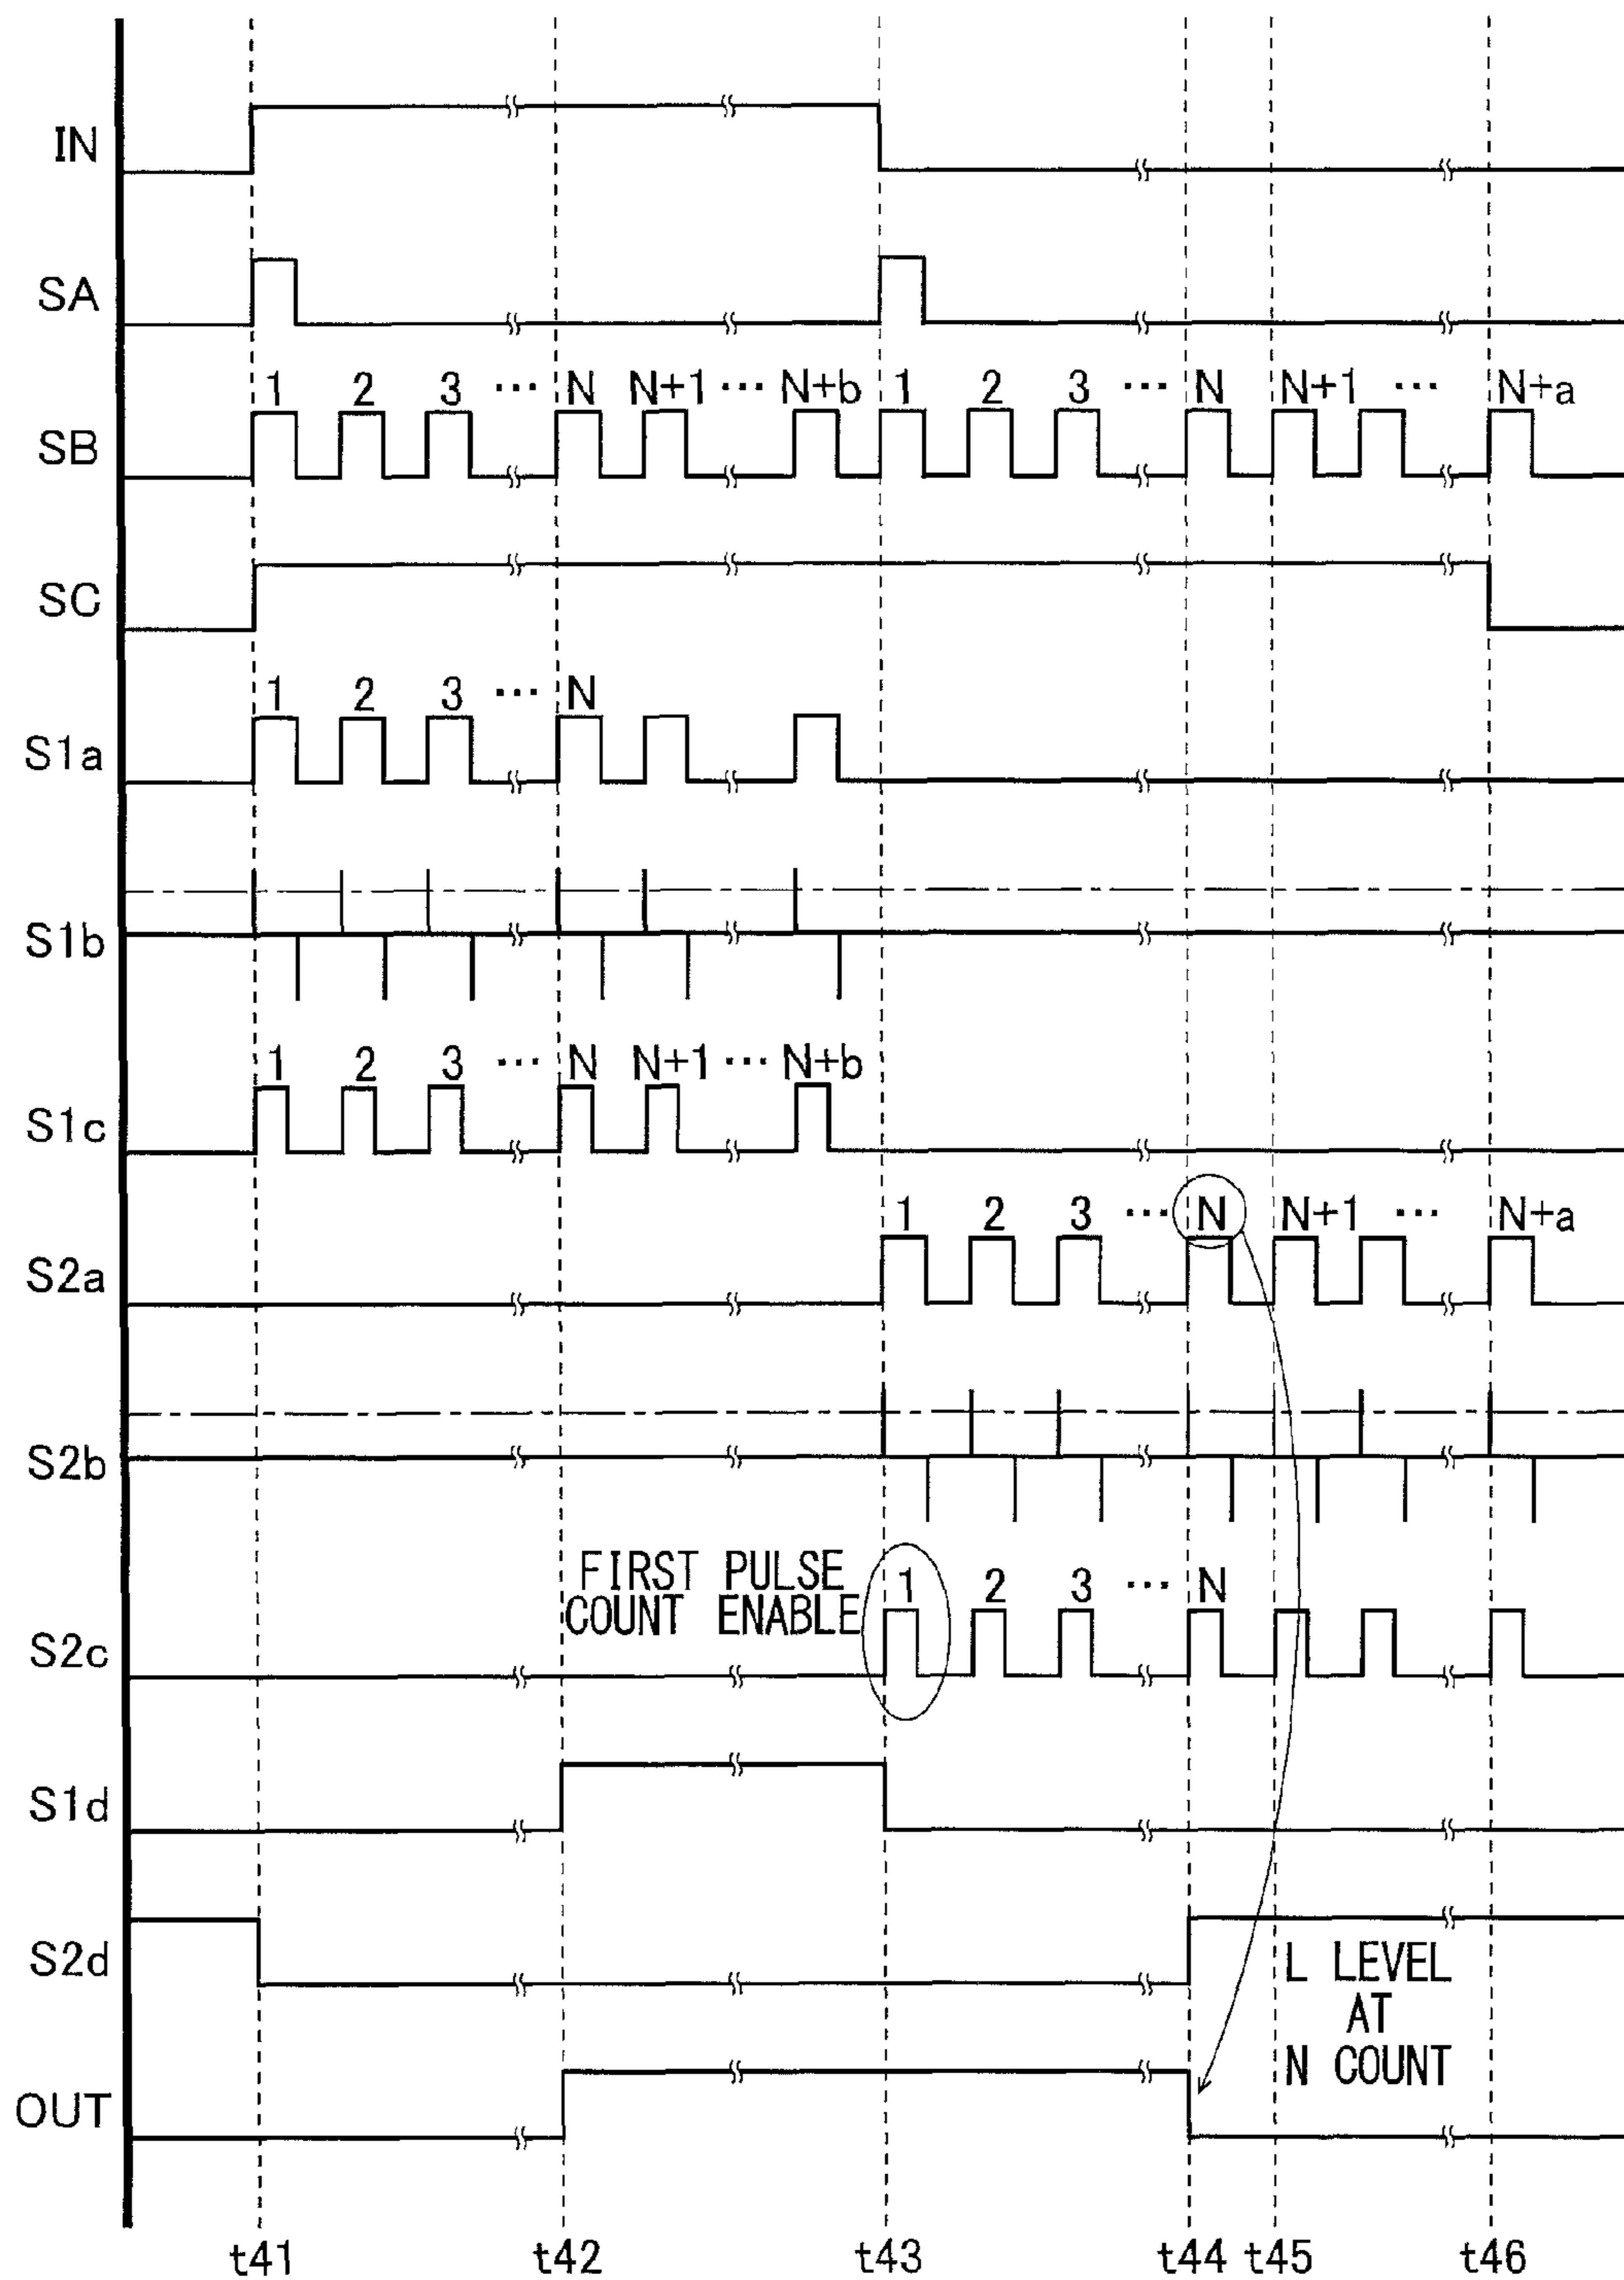 IN
SA
1 2 3 ... N N+1 ... N+b 1 2 3 ... N N+1 ... N+a
SB
SC
1 2 3 ... N
S1a
S1b
1 2 3 ... N N+1 ... N+b
S1c
1 2 3 ... N N+1 ... N+a
S2a
S2b
FIRST PULSE
COUNT ENABLE
1 2 3 ... N
S2c
S1d
S2d
L LEVEL
AT
N COUNT
OUT
t41 t42 t43 t44 t45 t46